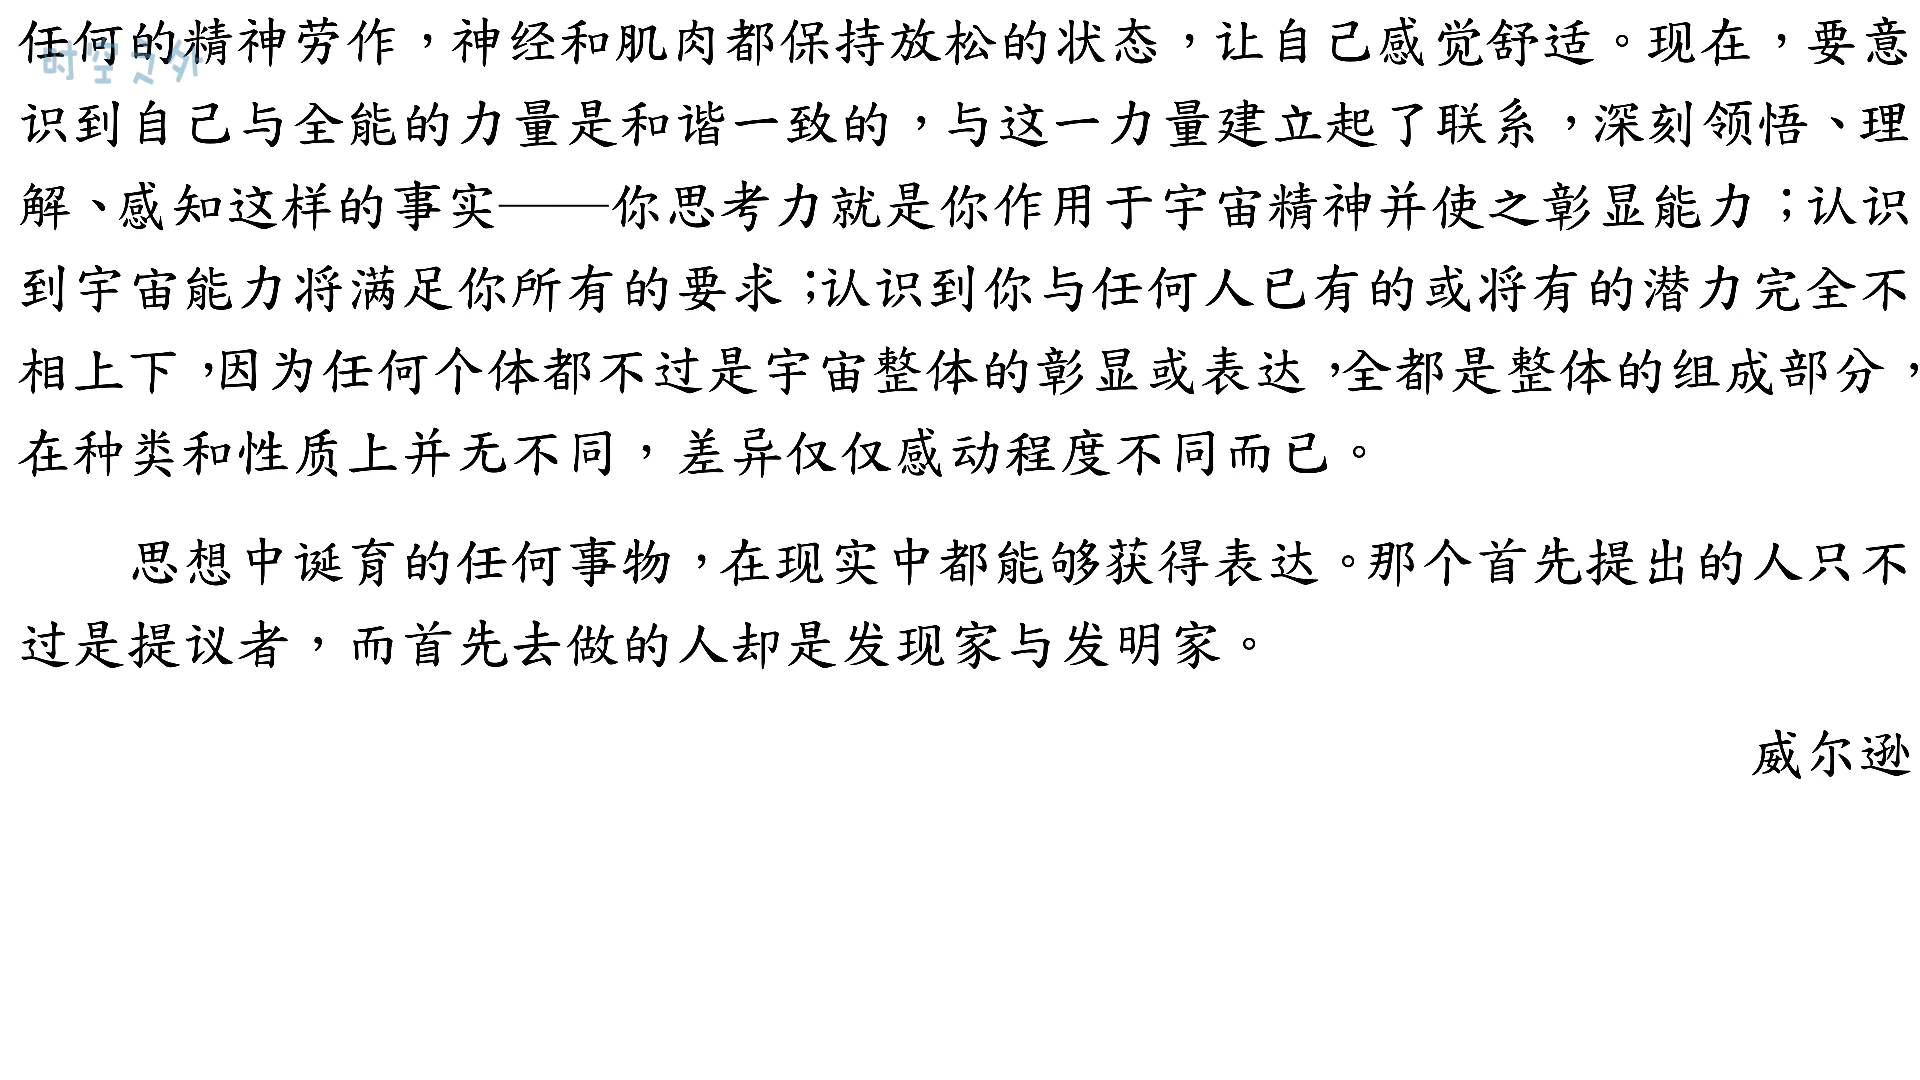 任何的精神劳作，神经和肌肉都保持放松的状态，让自己感觉舒适。现在，要意
时空之外
识到自己与全能的力量是和谐一致的，与这一力量建立起了联系，深刻领悟、理
解、感知这样的事实——你思考力就是你作用于宇宙精神并使之彰显能力；认识
到宇宙能力将满足你所有的要求；认识到你与任何人已有的或将有的潜力完全不
相上下，因为任何个体都不过是宇宙整体的彰显或表达，全都是整体的组成部分，
在种类和性质上并无不同，差异仅仅感动程度不同而已。
思想中诞育的任何事物，在现实中都能够获得表达。那个首先提出的人只不
过是提议者，而首先去做的人却是发现家与发明家。
威尔逊